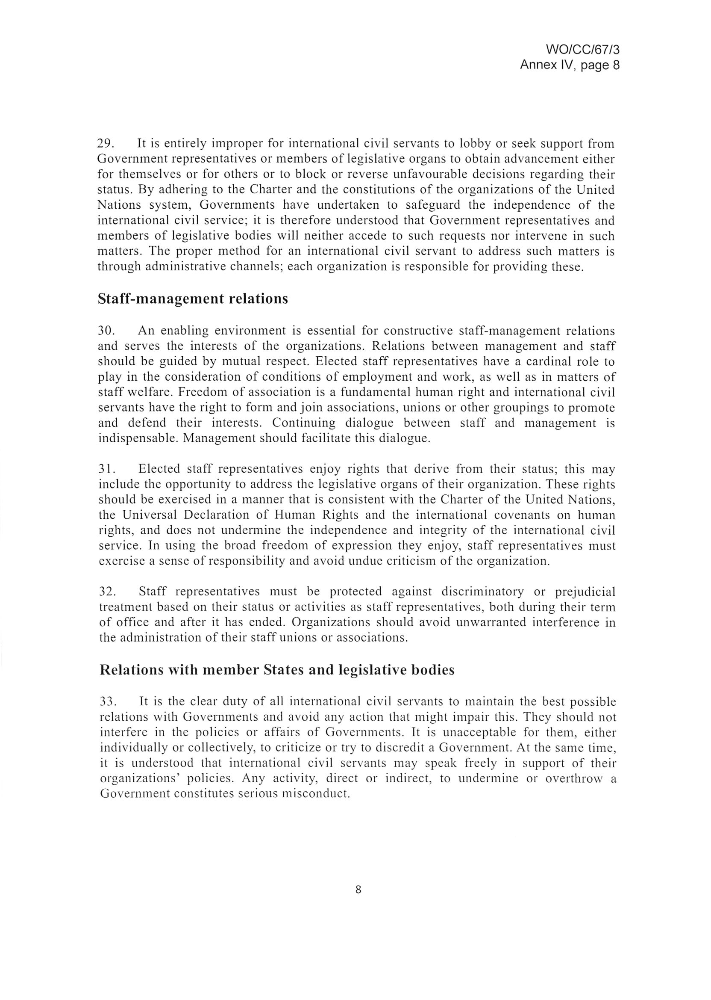 WO/CC/67/3
Annex IV, page 8
29. It is entirely improper for international civil servants to lobby or seek support from
Government representatives or members of legislative organs to obtain advancement either
for themselves or for others or to block or reverse unfavourable decisions regarding their
status. By adhering to the Charter and the constitutions of the organizations of the United
Nations system, Governments have undertaken to safeguard the independence of the
international civil service; it is therefore understood that Government representatives and
members of legislative bodies will neither accede to such requests nor intervene in such
matters. The proper method for an international civil servant to address such matters is
through administrative channels; each organization is responsible for providing these.
Staff-management relations
30. An enabling environment is essential for constructive staff-management relations
and serves the interests of the organizations. Relations between management and staff
should be guided by mutual respect. Elected staff representatives have a cardinal role to
play in the consideration of conditions of employment and work, as well as in matters of
staff welfare. Freedom of association is a fundamental human right and international civil
servants have the right to form and join associations, unions or other groupings to promote
and defend their interests. Continuing dialogue between staff and management is
indispensable. Management should facilitate this dialogue.
31. Elected staff representatives enjoy rights that derive from their status; this may
include the opportunity to address the legislative organs of their organization. These rights
should be exercised in a manner that is consistent with the Charter of the United Nations,
the Universal Declaration of Human Rights and the international covenants on human
rights, and does not undermine the independence and integrity of the international civil
service. In using the broad freedom of expression they enjoy, staff representatives must
exercise a sense of responsibility and avoid undue criticism of the organization.
32. Staff representatives must be protected against discriminatory or prejudicial
treatment based on their status or activities as staff representatives, both during their term
of office and after it has ended. Organizations should avoid unwarranted interference in
the administration of their staff unions or associations.
Relations with member States and legislative bodies
33. It is the clear duty of all international civil servants to maintain the best possible
relations with Governments and avoid any action that might impair this. They should not
interfere in the policies or affairs of Governments. It is unacceptable for them, either
individually or collectively, to criticize or try to discredit a Government. At the same time,
it is understood that international civil servants may speak freely in support of their
organizations’ policies. Any activity, direct or indirect, to undermine or overthrow a
Government constitutes serious misconduct.
8